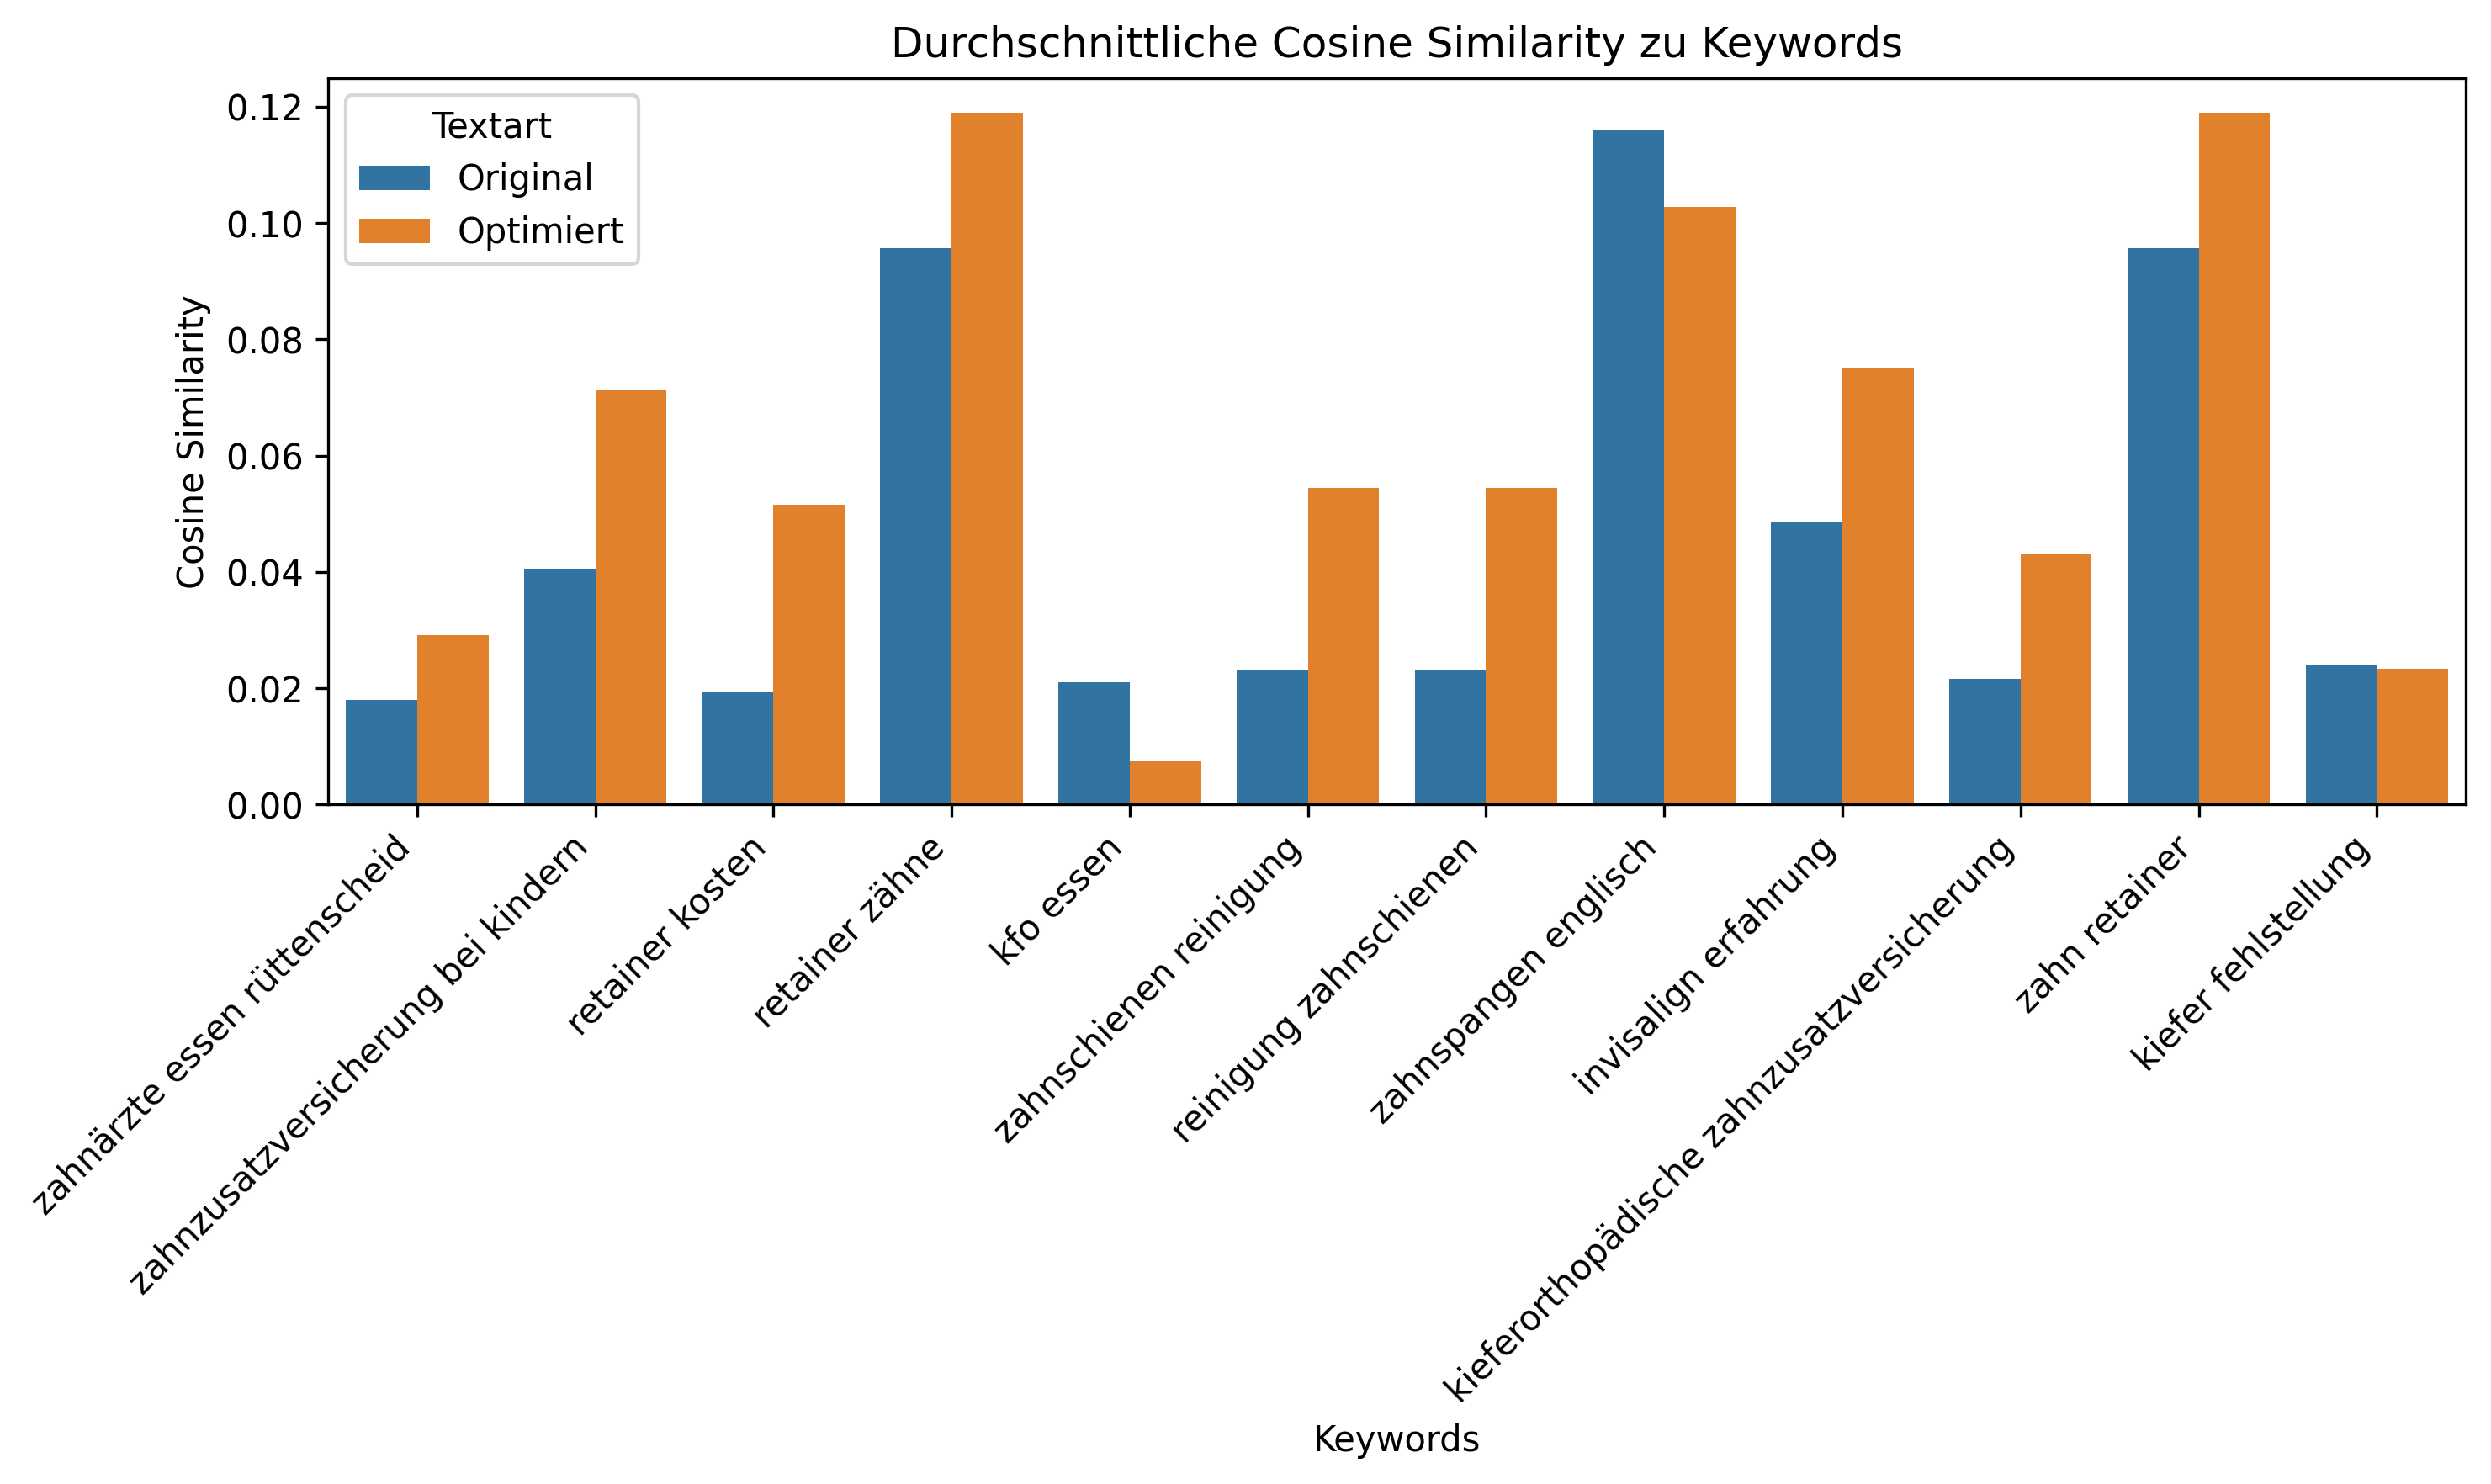 Durchschnittliche Cosine Similarity zu Keywords
Textart
Original
Optimiert
Cosine Similarity
0.12
0.10
0.08
0.06
0.04
0.02
0.00
zahnärzte essen rüttenscheid
zahnzusatzversicherung bei kindern
retainer kosten
retainer zähne
kfo essen
zahnschienen reinigung
reinigung zahnschienen
zahnspangen englisch
invisalign erfahrung
kieferorthopädische zahnzusatzversicherung
zahn retainer
kiefer fehlstellung
Keywords